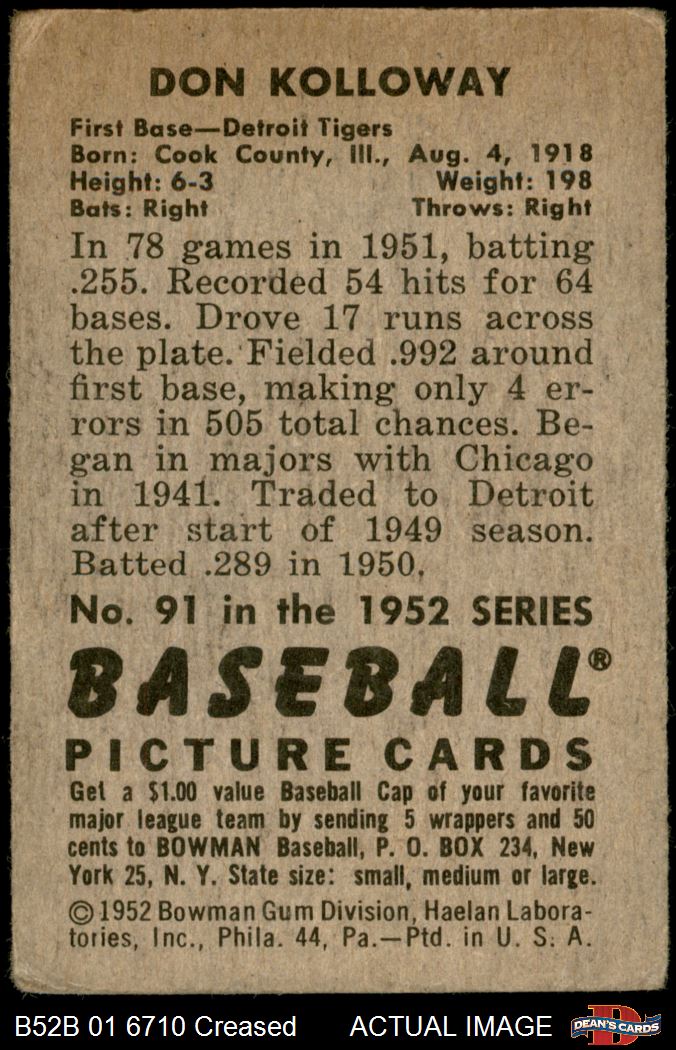 DON KOLLOWAY
First Base—Detroit Tigers
Born: Cook County, Ill., Aug. 4, 1918
Height: 6-3 Weight: 198
Bats: Right Throws: Right
In 78 games in 1951, batting
.255. Recorded 54 hits for 64
bases. Drove 17 runs across
the plate. Fielded .992 around
first base, making only 4 er-
rors in 505 total chances. Be-
gan in majors with Chicago
in 1941. Traded to Detroit
after start of 1949 season.
Batted .289 in 1950.
No. 91 in the 1952 SERIES
BASEBALL®
PICTURE CARDS
Get a $1.00 value Baseball Cap of your favorite
major league team by sending 5 wrappers and 50
cents to BOWMAN Baseball, P. O. BOX 234, New
York 25, N. Y. State size: small, medium or large.
© 1952 Bowman Gum Division, Haelan Labora-
tories, Inc., Phila. 44, Pa.—Ptd. in U. S. A.
B52B 01 6710 Creased ACTUAL IMAGE
D
DEAN'S CARDS